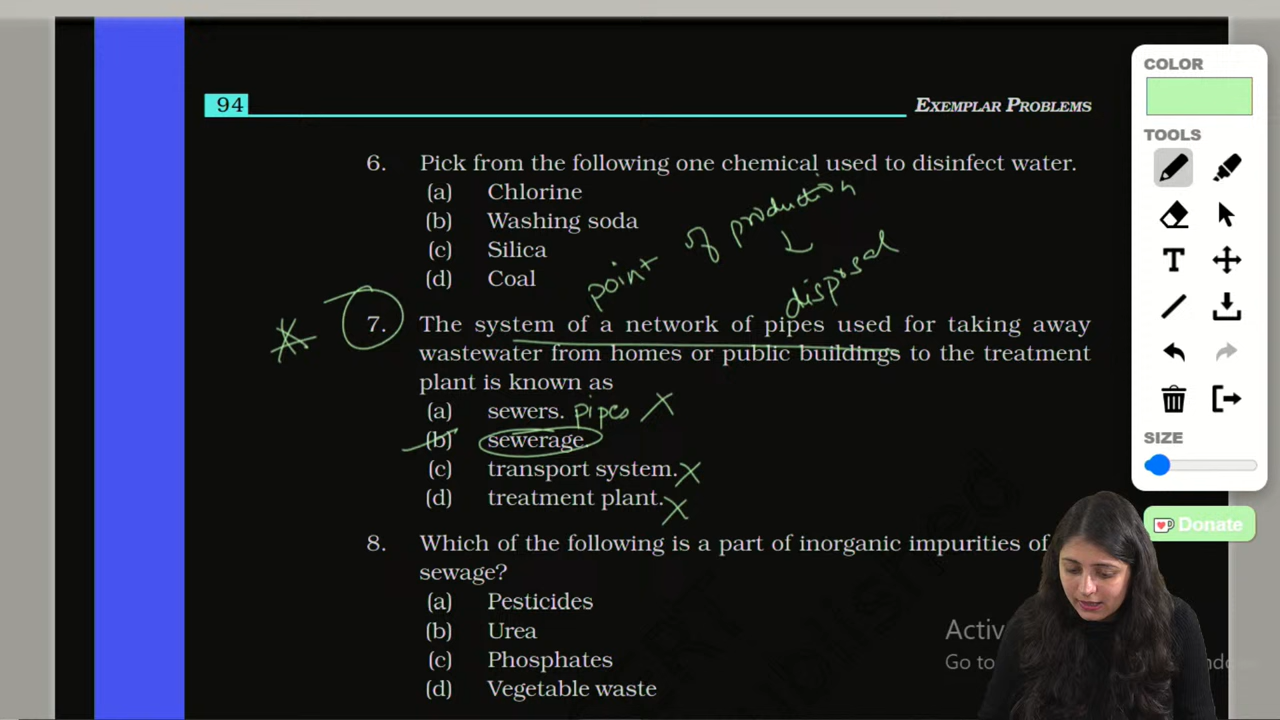 COLOR
94
EXEMPLAR PROBLEMS
TOOLS
6. Pick from the following one chemical used to disinfect water.
(a) Chlorine
(b) Washing soda
(c) Silica
(d) Coal
point of production
disposal
7. The system of a network of pipes used for taking away
wastewater from homes or public buildings to the treatment
plant is known as
(a) sewers. pipes X
(b) sewerage.
(c) transport system. X
(d) treatment plant. X
T
SIZE
Donate
8. Which of the following is a part of inorganic impurities of
sewage?
(a) Pesticides
(b) Urea
(c) Phosphates
(d) Vegetable waste
Activ
Go to